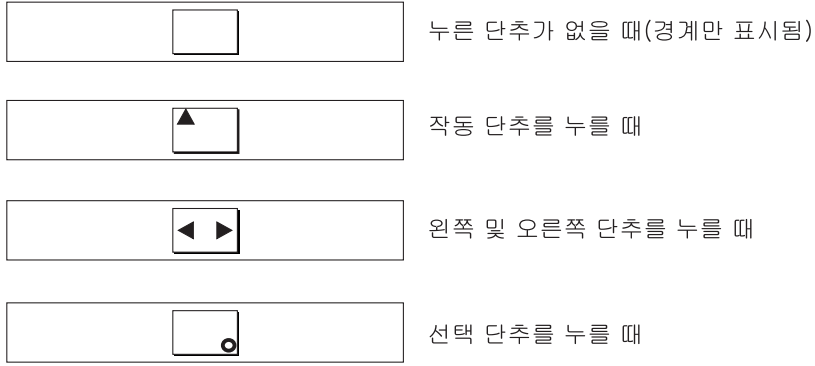 누른 단추가 없을 때(경계만 표시됨)
작동 단추를 누를 때
왼쪽 및 오른쪽 단추를 누를 때
선택 단추를 누를 때